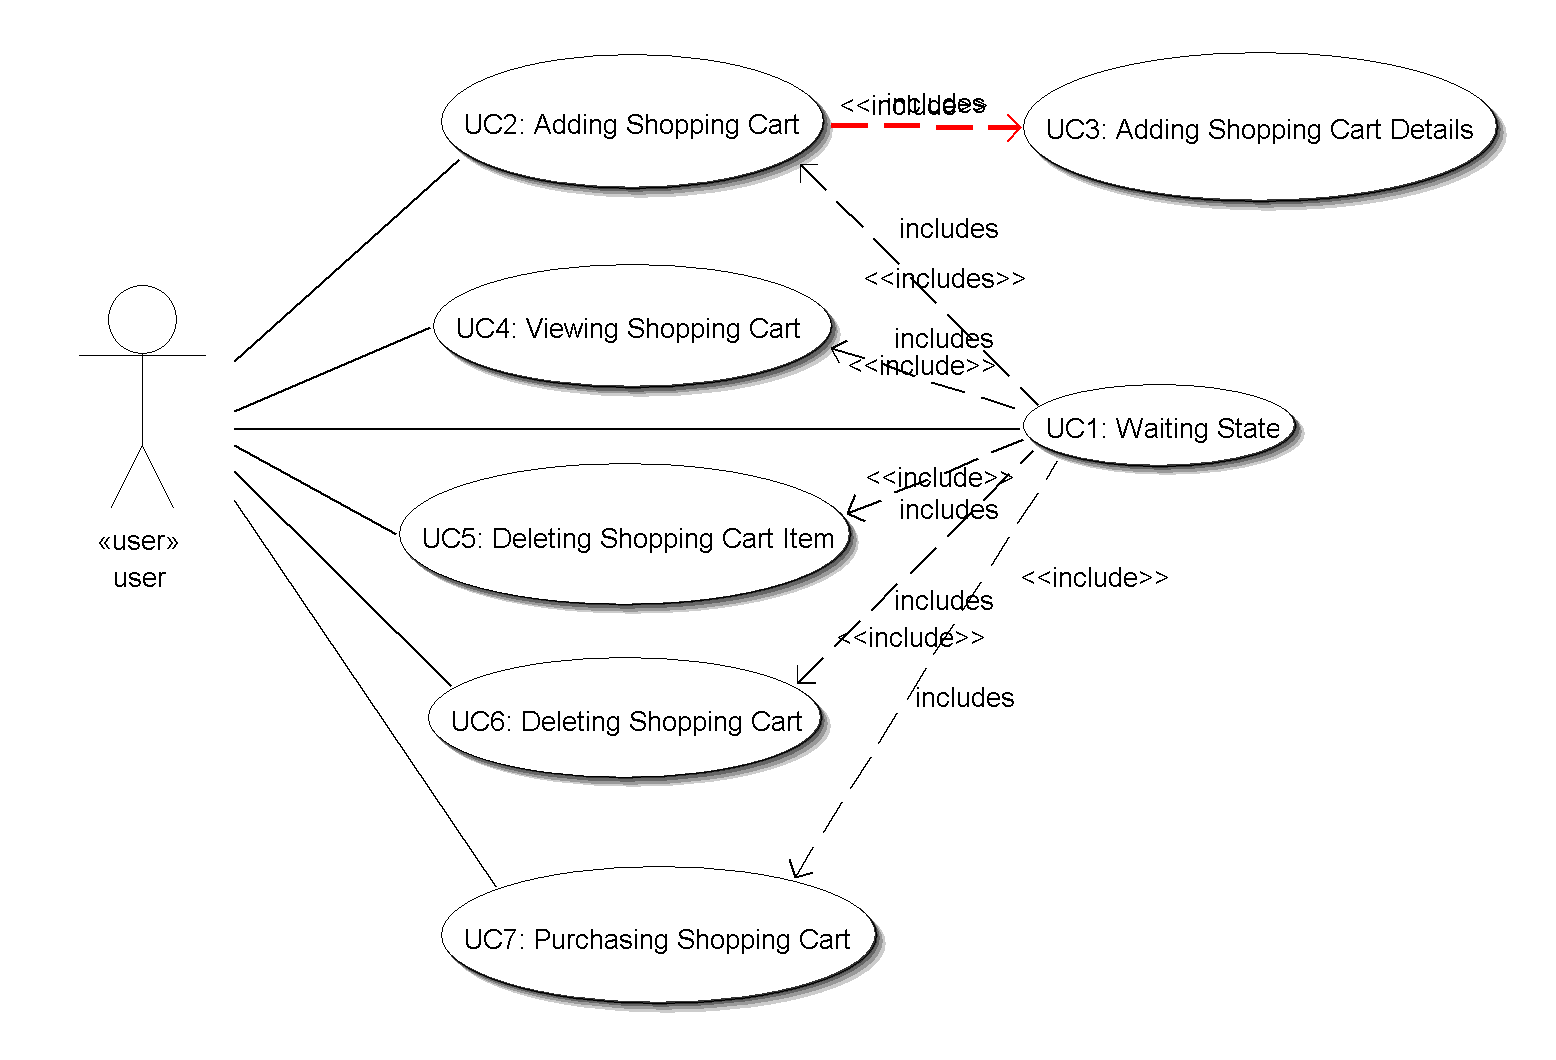 <<include>>
includes
UC2: Adding Shopping Cart
UC3: Adding Shopping Cart Details
includes
<<includes>>
UC4: Viewing Shopping Cart
includes
<<include>>
UC1: Waiting State
<<include>>
includes
UC5: Deleting Shopping Cart Item
«user»
user
<<include>>
includes
<<include>>
includes
UC6: Deleting Shopping Cart
UC7: Purchasing Shopping Cart